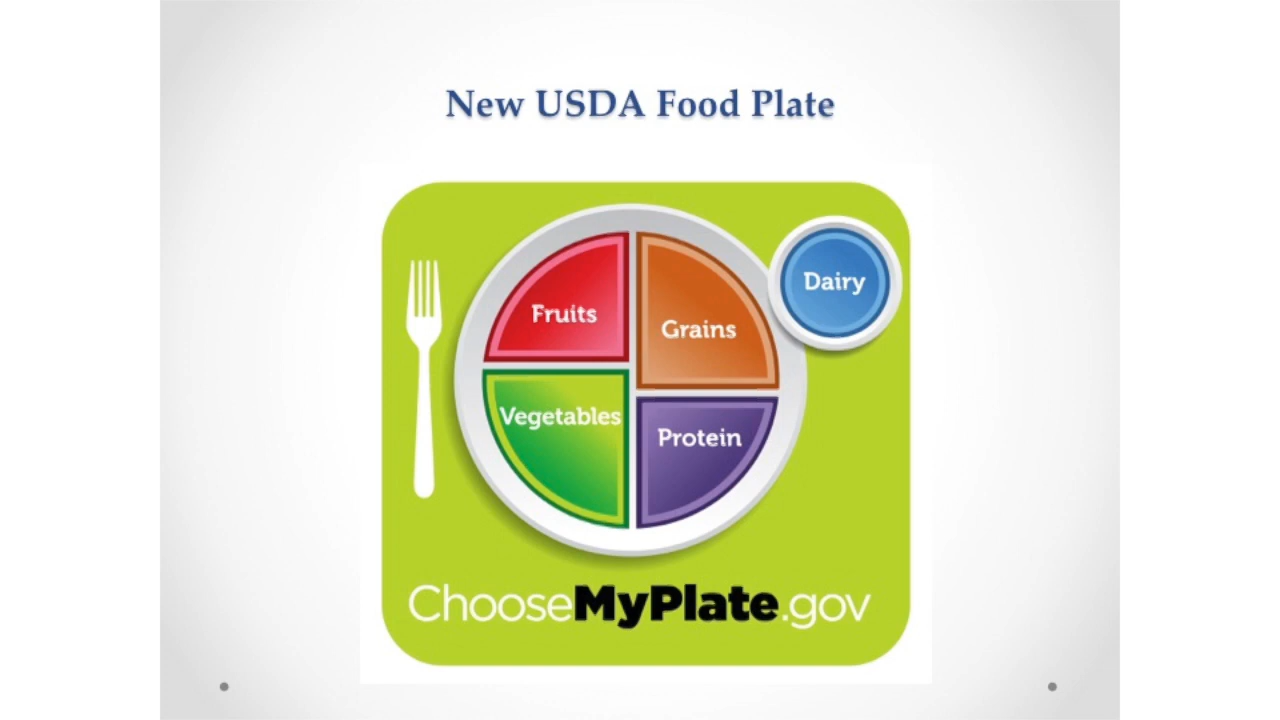 New USDA Food Plate
Fruits
Grains
Dairy
Vegetables
Protein
ChooseMyPlate.gov